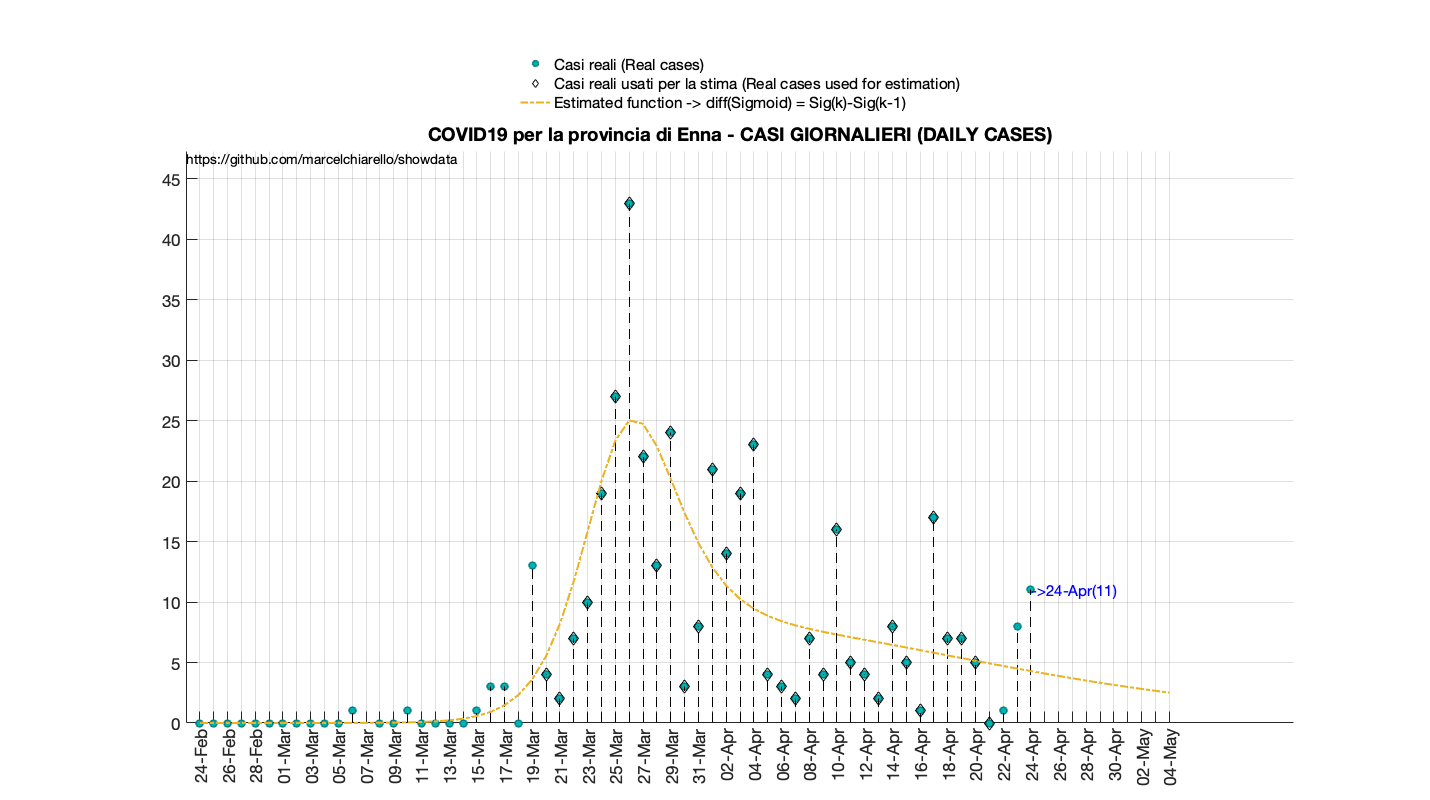 Casi reali (Real cases)
Casi reali usati per la stima (Real cases used for estimation)
Estimated function -> diff(Sigmoid) = Sig(k)-Sig(k-1)
COVID19 per la provincia di Enna - CASI GIORNALIERI (DAILY CASES)
https://github.com/marcelchiarello/showdata
45
40
35
30
25
20
15
10
5
0
->24-Apr(11)
24-Feb
26-Feb
28-Feb
01-Mar
03-Mar
05-Mar
07-Mar
09-Mar
11-Mar
13-Mar
15-Mar
17-Mar
19-Mar
21-Mar
23-Mar
25-Mar
27-Mar
29-Mar
31-Mar
02-Apr
04-Apr
06-Apr
08-Apr
10-Apr
12-Apr
14-Apr
16-Apr
18-Apr
20-Apr
22-Apr
24-Apr
26-Apr
28-Apr
30-Apr
02-May
04-May